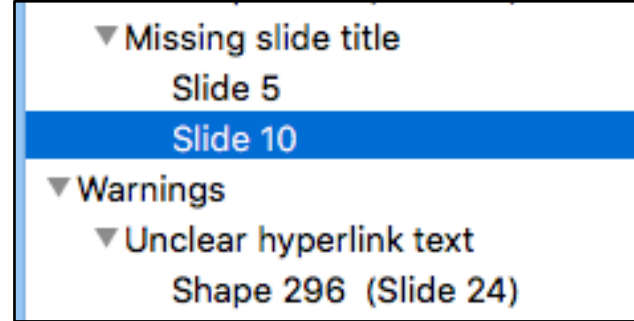 Missing slide title
Slide 5
Slide 10
Warnings
Unclear hyperlink text
Shape 296 (Slide 24)